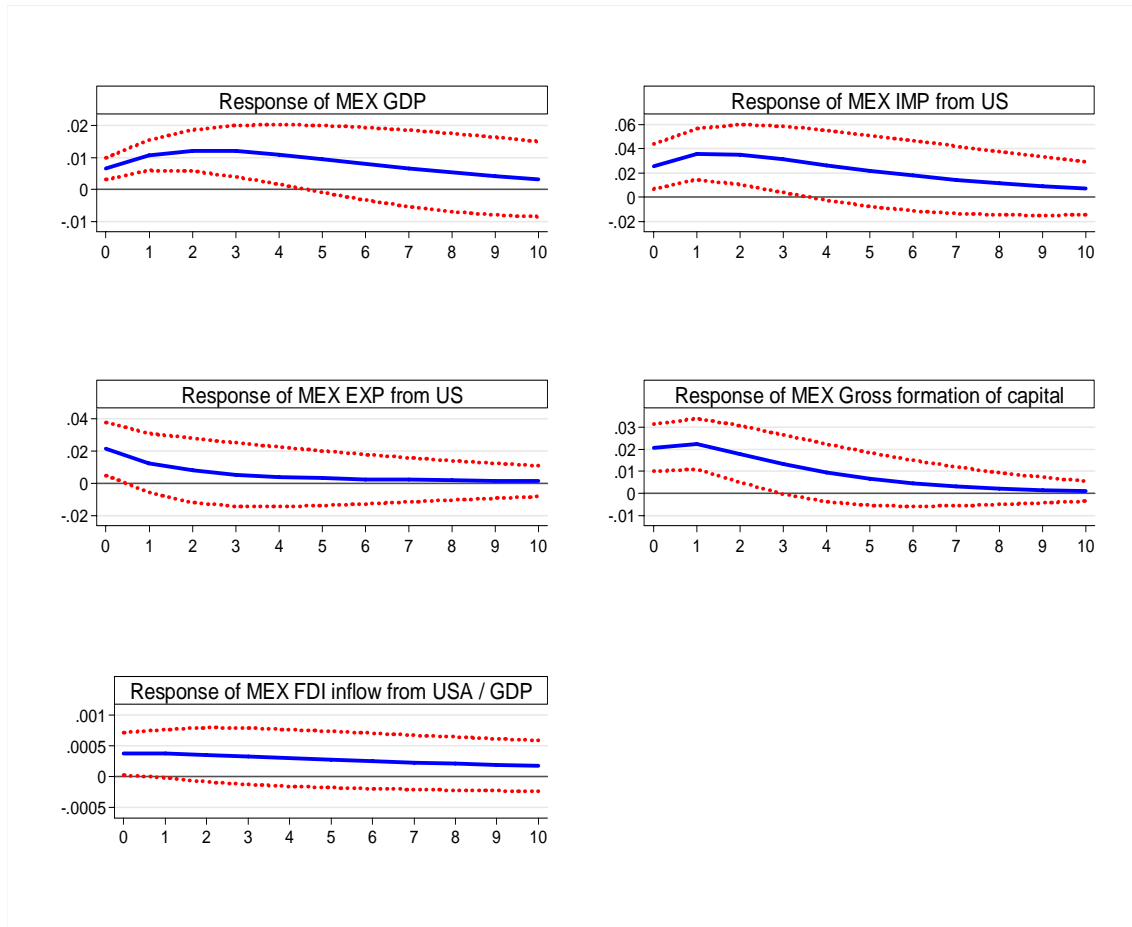 Response of MEX GDP
.02
.01
0
-.01
0 1 2 3 4 5 6 7 8 9 10
Response of MEX IMP from US
.06
.04
.02
0
-.02
0 1 2 3 4 5 6 7 8 9 10
Response of MEX EXP from US
.04
.02
0
-.02
0 1 2 3 4 5 6 7 8 9 10
Response of MEX Gross formation of capital
.03
.02
.01
0
-.01
0 1 2 3 4 5 6 7 8 9 10
Response of MEX FDI inflow from USA / GDP
.001
.0005
0
-.0005
0 1 2 3 4 5 6 7 8 9 10